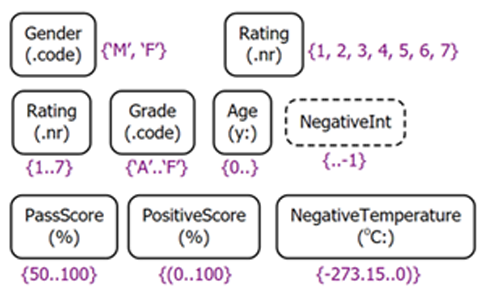 Gender
(.code)
{‘M’, ‘F’}
Rating
(.nr)
{1, 2, 3, 4, 5, 6, 7}
Rating
(.nr)
{1..7}
Grade
(.code)
{‘A’..‘F’}
Age
(y:)
{0..}
NegativeInt
{..-1}
PassScore
(%)
{50..100}
PositiveScore
(%)
{(0..100}
NegativeTemperature
(°C:)
{-273.15..0)}